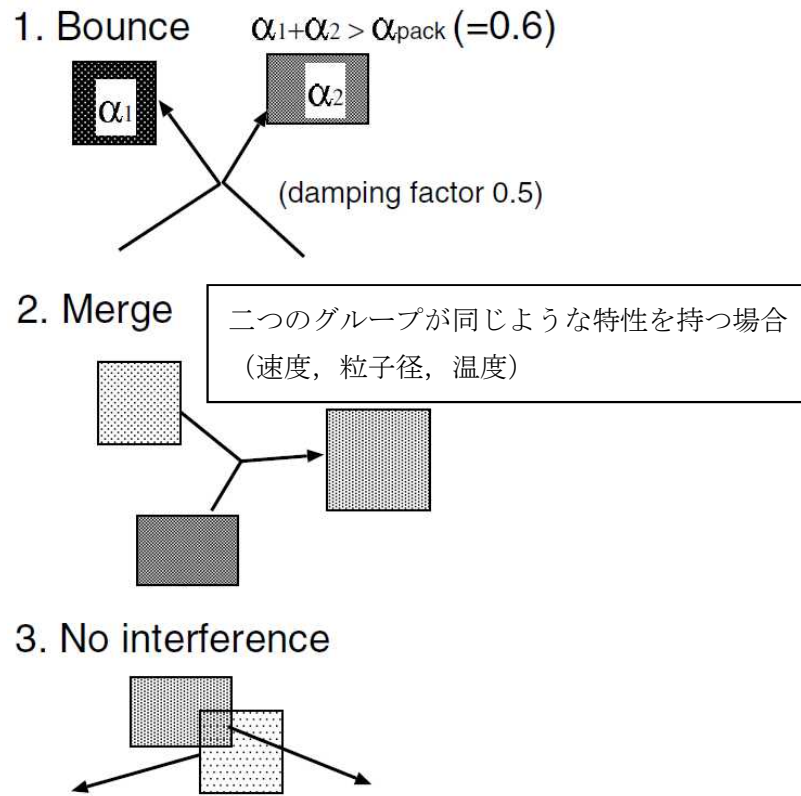 1. Bounce α1+α2 > αpack (=0.6)
α1 α2
(damping factor 0.5)
2. Merge
二つのグループが同じような特性を持つ場合
(速度，粒子径，温度)
3. No interference